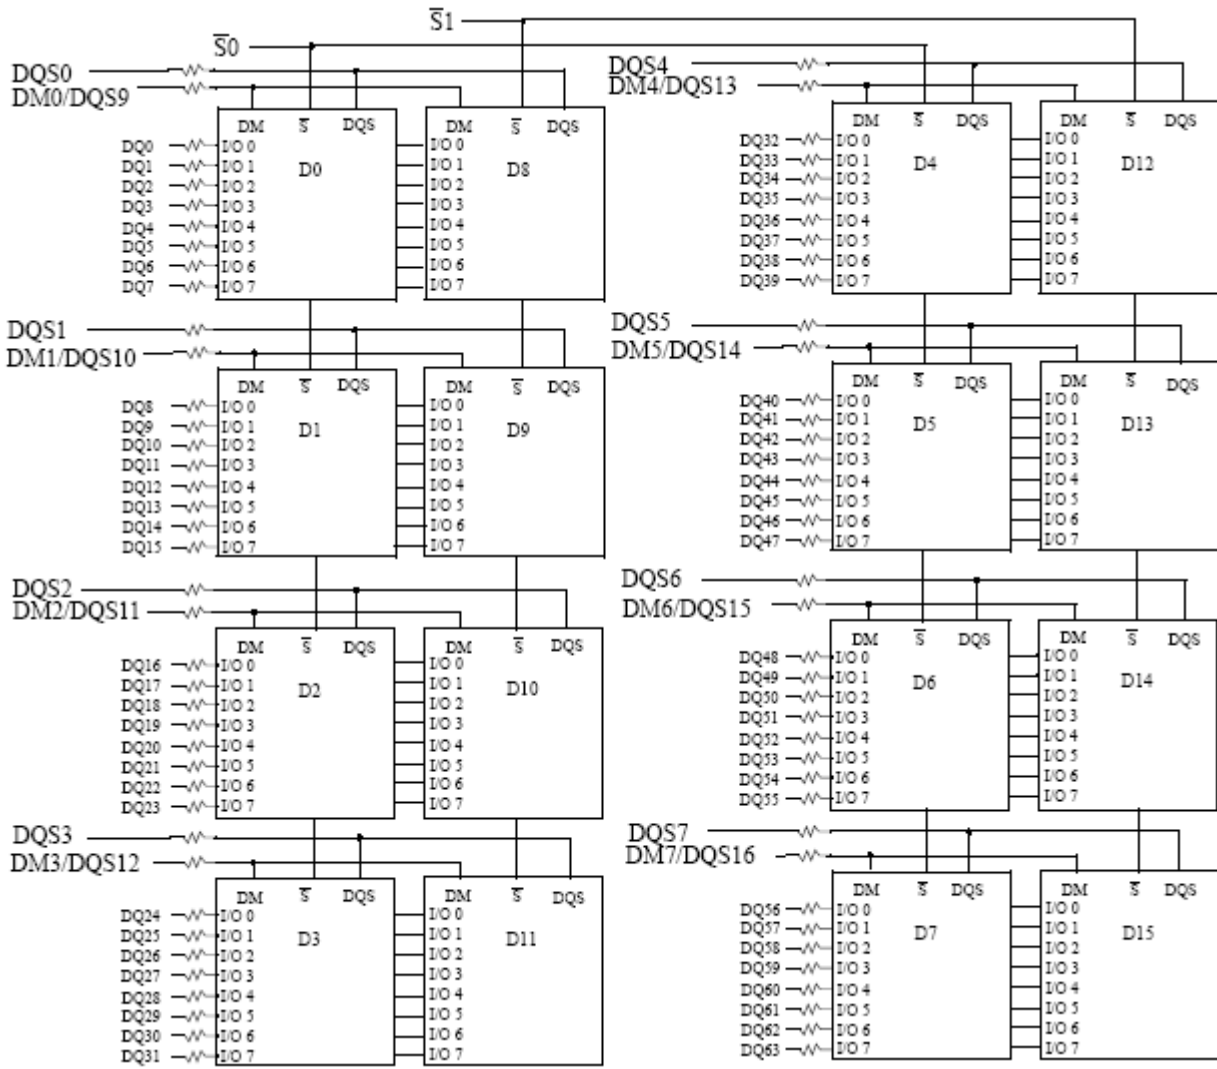 S̅1
S̅0
DQS0
DM0/DQS9
DM S̅ DQS DM S̅ DQS
D0 D8
DQ0 I/O 0 I/O 0
DQ1 I/O 1 I/O 1
DQ2 I/O 2 I/O 2
DQ3 I/O 3 I/O 3
DQ4 I/O 4 I/O 4
DQ5 I/O 5 I/O 5
DQ6 I/O 6 I/O 6
DQ7 I/O 7 I/O 7
DQS1
DM1/DQS10
DM S̅ DQS DM S̅ DQS
D1 D9
DQ8 I/O 0 I/O 0
DQ9 I/O 1 I/O 1
DQ10 I/O 2 I/O 2
DQ11 I/O 3 I/O 3
DQ12 I/O 4 I/O 4
DQ13 I/O 5 I/O 5
DQ14 I/O 6 I/O 6
DQ15 I/O 7 I/O 7
DQS2
DM2/DQS11
DM S̅ DQS DM S̅ DQS
D2 D10
DQ16 I/O 0 I/O 0
DQ17 I/O 1 I/O 1
DQ18 I/O 2 I/O 2
DQ19 I/O 3 I/O 3
DQ20 I/O 4 I/O 4
DQ21 I/O 5 I/O 5
DQ22 I/O 6 I/O 6
DQ23 I/O 7 I/O 7
DQS3
DM3/DQS12
DM S̅ DQS DM S̅ DQS
D3 D11
DQ24 I/O 0 I/O 0
DQ25 I/O 1 I/O 1
DQ26 I/O 2 I/O 2
DQ27 I/O 3 I/O 3
DQ28 I/O 4 I/O 4
DQ29 I/O 5 I/O 5
DQ30 I/O 6 I/O 6
DQ31 I/O 7 I/O 7
DQS4
DM4/DQS13
DM S̅ DQS DM S̅ DQS
D4 D12
DQ32 I/O 0 I/O 0
DQ33 I/O 1 I/O 1
DQ34 I/O 2 I/O 2
DQ35 I/O 3 I/O 3
DQ36 I/O 4 I/O 4
DQ37 I/O 5 I/O 5
DQ38 I/O 6 I/O 6
DQ39 I/O 7 I/O 7
DQS5
DM5/DQS14
DM S̅ DQS DM S̅ DQS
D5 D13
DQ40 I/O 0 I/O 0
DQ41 I/O 1 I/O 1
DQ42 I/O 2 I/O 2
DQ43 I/O 3 I/O 3
DQ44 I/O 4 I/O 4
DQ45 I/O 5 I/O 5
DQ46 I/O 6 I/O 6
DQ47 I/O 7 I/O 7
DQS6
DM6/DQS15
DM S̅ DQS DM S̅ DQS
D6 D14
DQ48 I/O 0 I/O 0
DQ49 I/O 1 I/O 1
DQ50 I/O 2 I/O 2
DQ51 I/O 3 I/O 3
DQ52 I/O 4 I/O 4
DQ53 I/O 5 I/O 5
DQ54 I/O 6 I/O 6
DQ55 I/O 7 I/O 7
DQS7
DM7/DQS16
DM S̅ DQS DM S̅ DQS
D7 D15
DQ56 I/O 0 I/O 0
DQ57 I/O 1 I/O 1
DQ58 I/O 2 I/O 2
DQ59 I/O 3 I/O 3
DQ60 I/O 4 I/O 4
DQ61 I/O 5 I/O 5
DQ62 I/O 6 I/O 6
DQ63 I/O 7 I/O 7